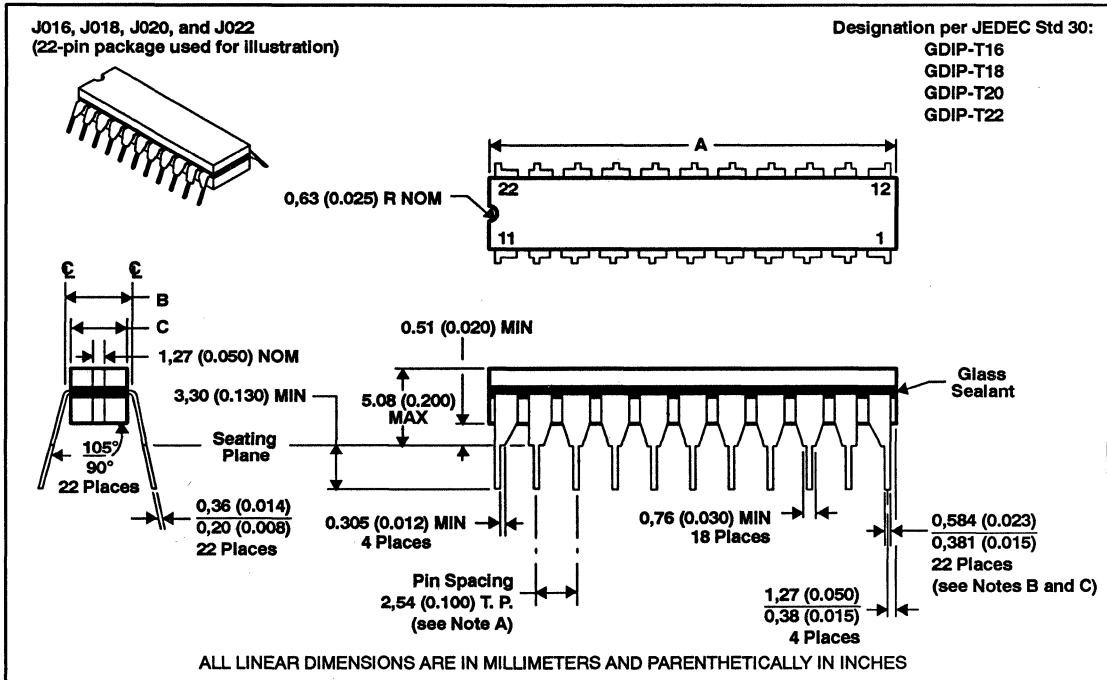 J016, J018, J020, and J022
(22-pin package used for illustration)
Designation per JEDEC Std 30:
GDIP-T16
GDIP-T18
GDIP-T20
GDIP-T22
A
22
12
0,63 (0.025) R NOM
11
1
℄
℄
B
C
1,27 (0.050) NOM
0.51 (0.020) MIN
3,30 (0.130) MIN
5.08 (0.200)
MAX
Glass
Sealant
Seating
Plane
105°
90°
22 Places
0,36 (0.014)
0,20 (0.008)
22 Places
0.305 (0.012) MIN
4 Places
0,76 (0.030) MIN
18 Places
0,584 (0.023)
0,381 (0.015)
22 Places
(see Notes B and C)
Pin Spacing
2,54 (0.100) T. P.
(see Note A)
1,27 (0.050)
0,38 (0.015)
4 Places
ALL LINEAR DIMENSIONS ARE IN MILLIMETERS AND PARENTHETICALLY IN INCHES